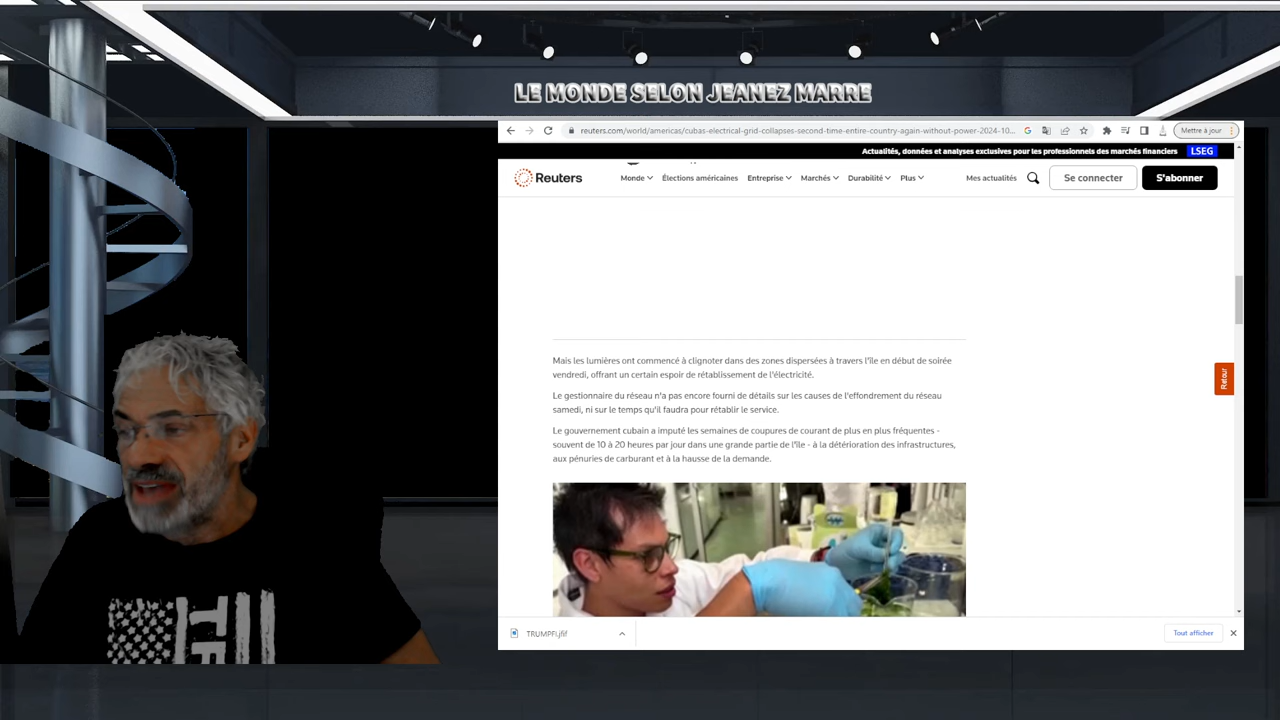 LE MONDE SELON JEANEZ MARRE
reuters.com/world/americas/cubas-electrical-grid-collapses-second-time-entire-country-again-without-power-2024-10...
Mettre à jour
Actualités, données et analyses exclusives pour les professionnels des marchés financiers LSEG
Reuters Monde Élections américaines Entreprise Marchés Durabilité Plus Mes actualités Se connecter S'abonner
Mais les lumières ont commencé à clignoter dans des zones dispersées à travers l'île en début de soirée
vendredi, offrant un certain espoir de rétablissement de l'électricité.
Retour
Le gestionnaire du réseau n'a pas encore fourni de détails sur les causes de l'effondrement du réseau
samedi, ni sur le temps qu'il faudra pour rétablir le service.
Le gouvernement cubain a imputé les semaines de coupures de courant de plus en plus fréquentes -
souvent de 10 à 20 heures par jour dans une grande partie de l'île - à la détérioration des infrastructures,
aux pénuries de carburant et à la hausse de la demande.
TRUMPF!.jfif
Tout afficher